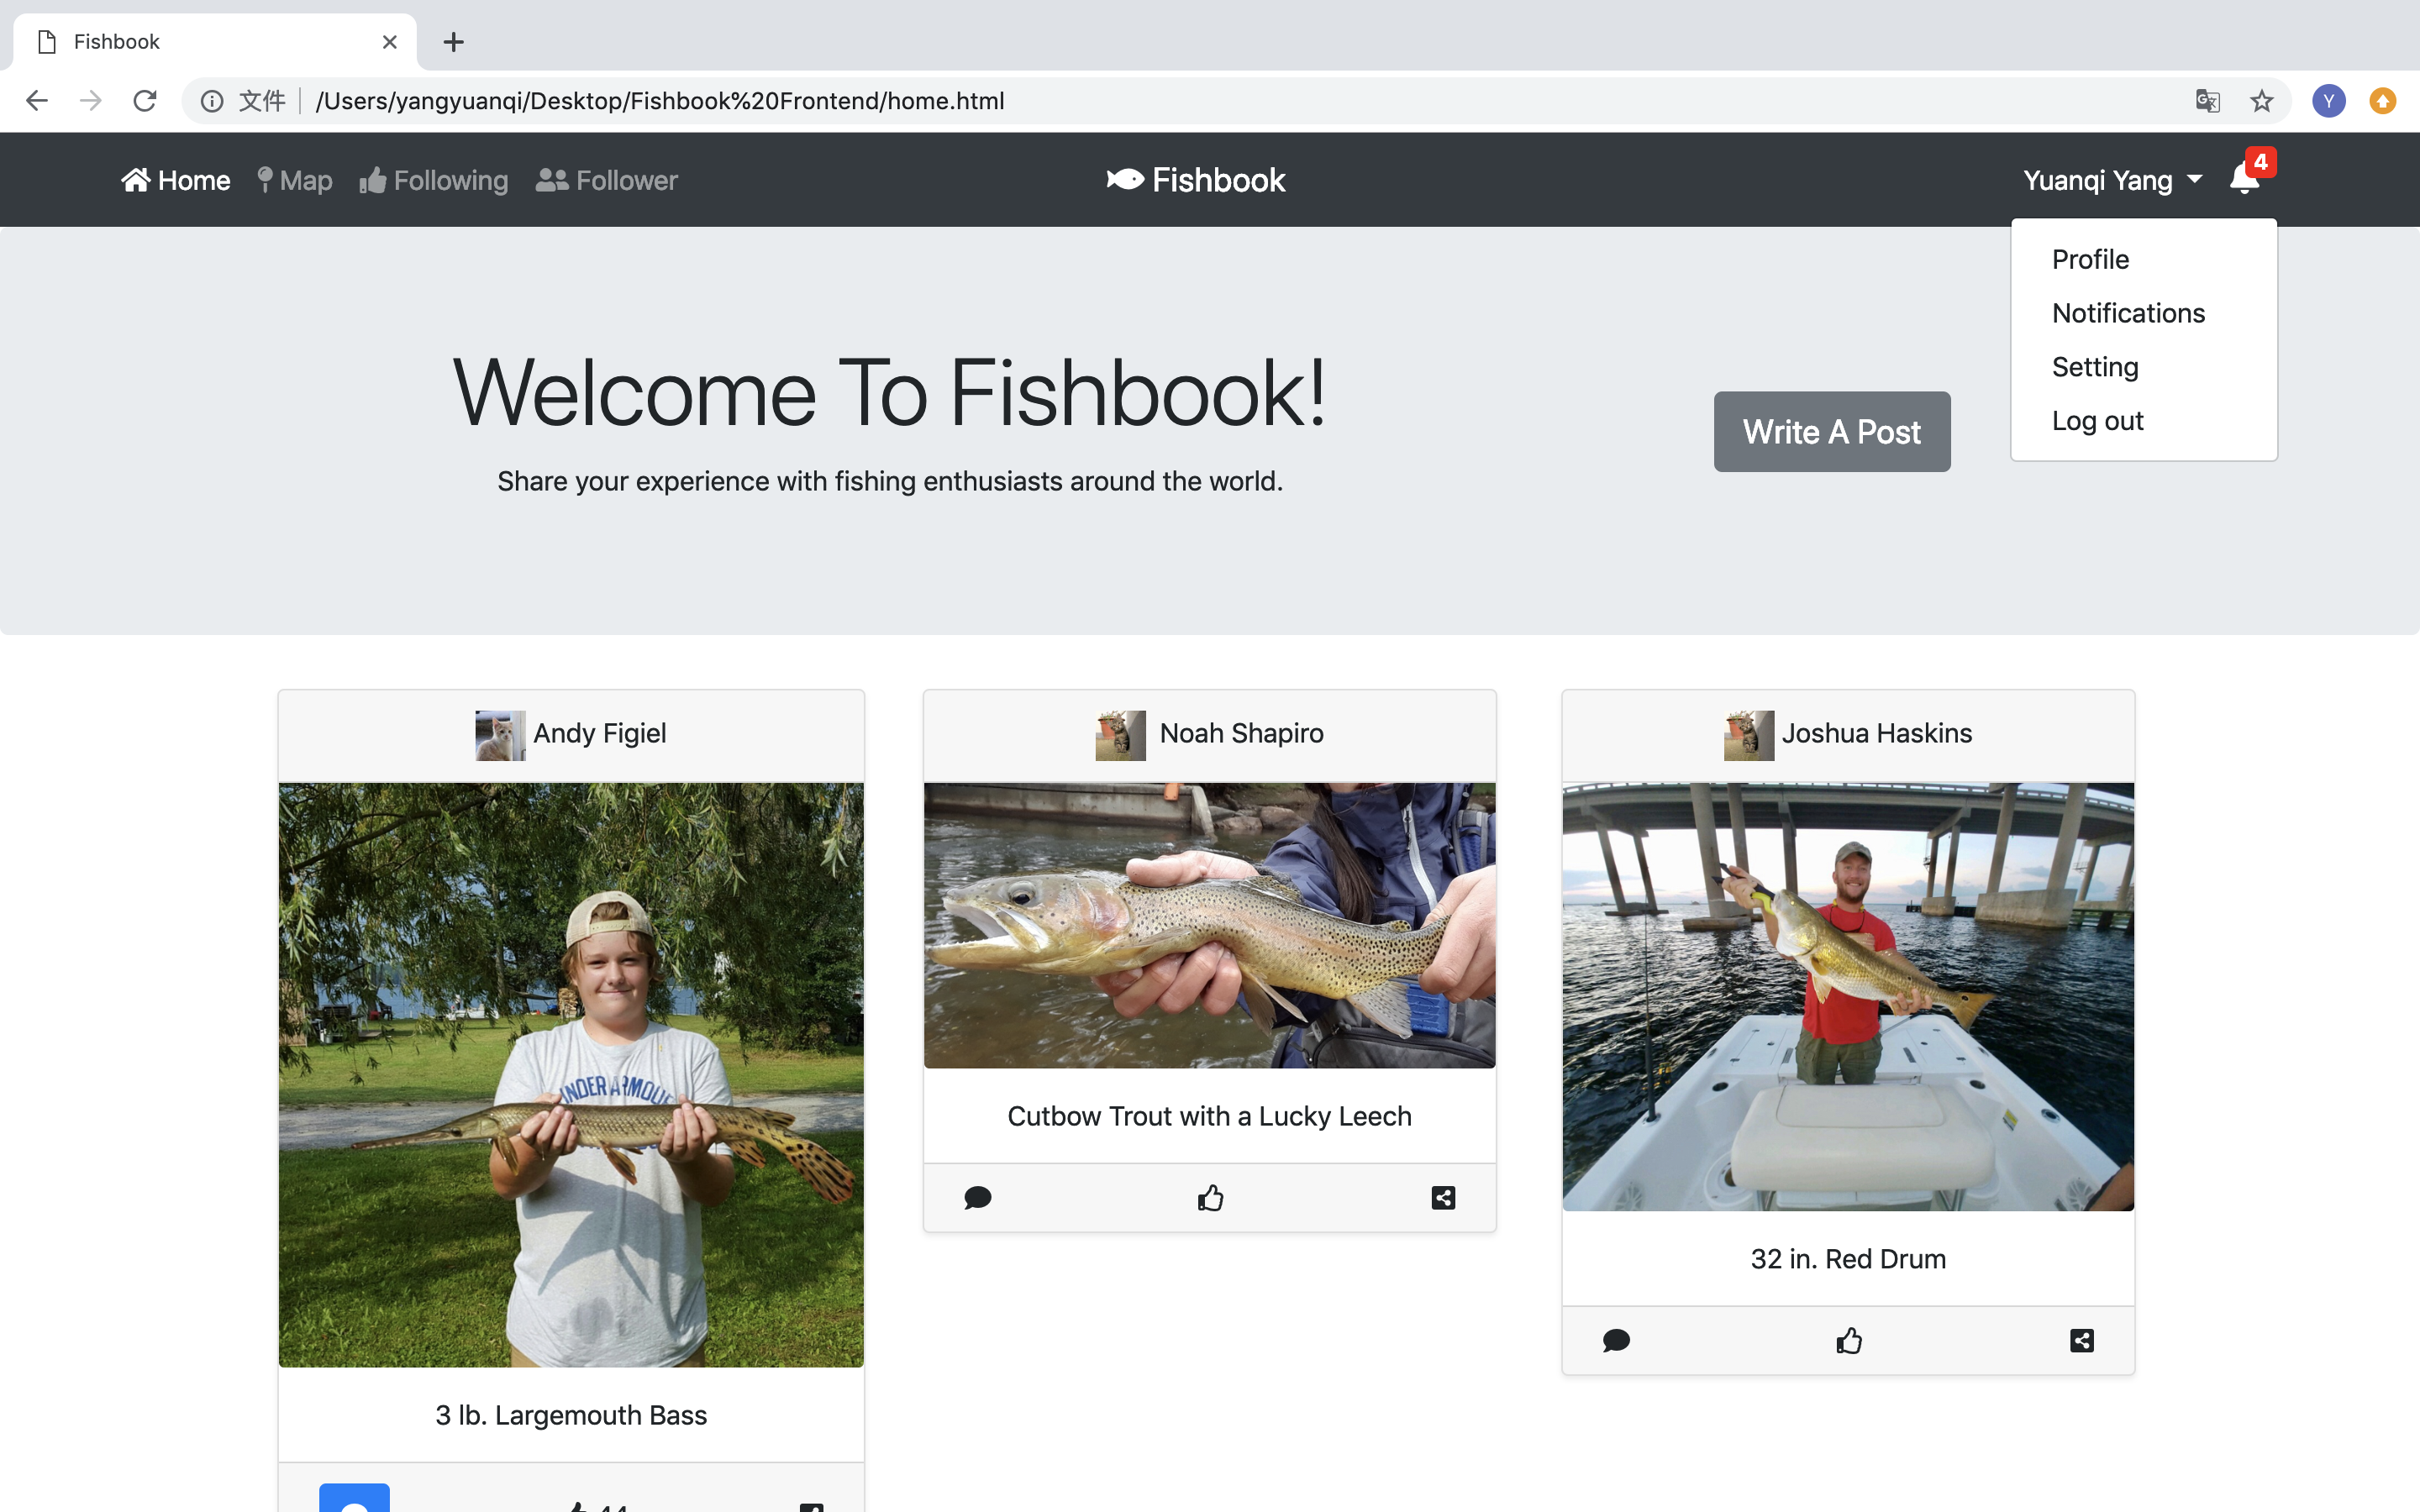 Fishbook
文件 /Users/yangyuanqi/Desktop/Fishbook%20Frontend/home.html
Y
Home Map Following Follower Fishbook Yuanqi Yang 4
Profile
Notifications
Setting
Log out
Welcome To Fishbook!
Share your experience with fishing enthusiasts around the world.
Write A Post
Andy Figiel
Noah Shapiro
Joshua Haskins
Cutbow Trout with a Lucky Leech
32 in. Red Drum
3 lb. Largemouth Bass